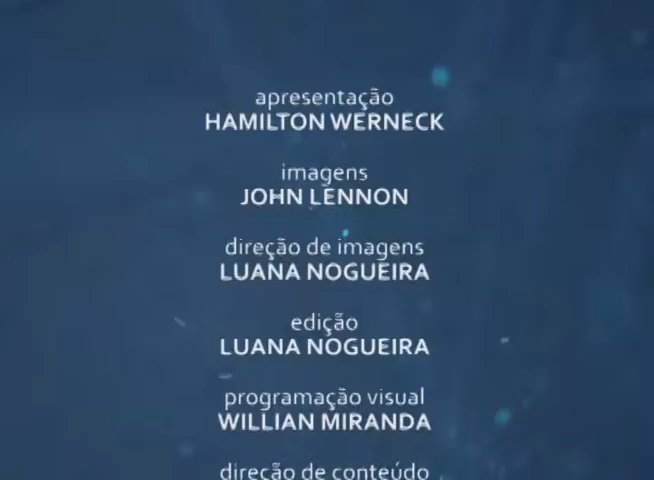 apresentação
HAMILTON WERNECK
imagens
JOHN LENNON
direção de imagens
LUANA NOGUEIRA
edição
LUANA NOGUEIRA
programação visual
WILLIAN MIRANDA
direção de conteúdo